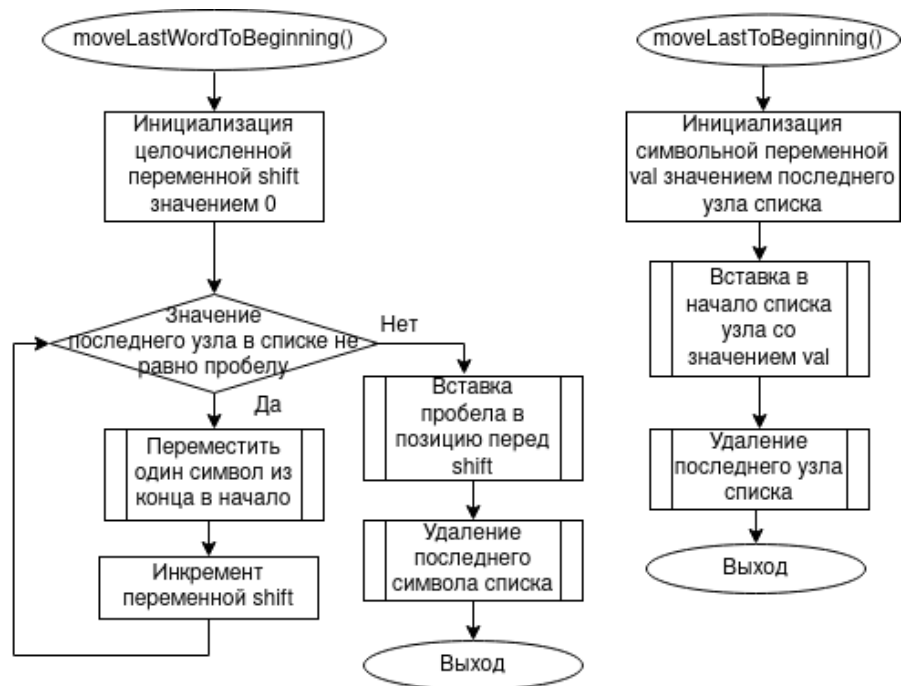 moveLastWordToBeginning()
Инициализация
целочисленной
переменной shift
значением 0
Значение
последнего узла в списке не
равно пробелу
Нет
Да
Переместить
один символ из
конца в начало
Инкремент
переменной shift
Вставка
пробела в
позицию перед
shift
Удаление
последнего
символа списка
Выход
moveLastToBeginning()
Инициализация
символьной переменной
val значением последнего
узла списка
Вставка в
начало списка
узла со
значением val
Удаление
последнего узла
списка
Выход